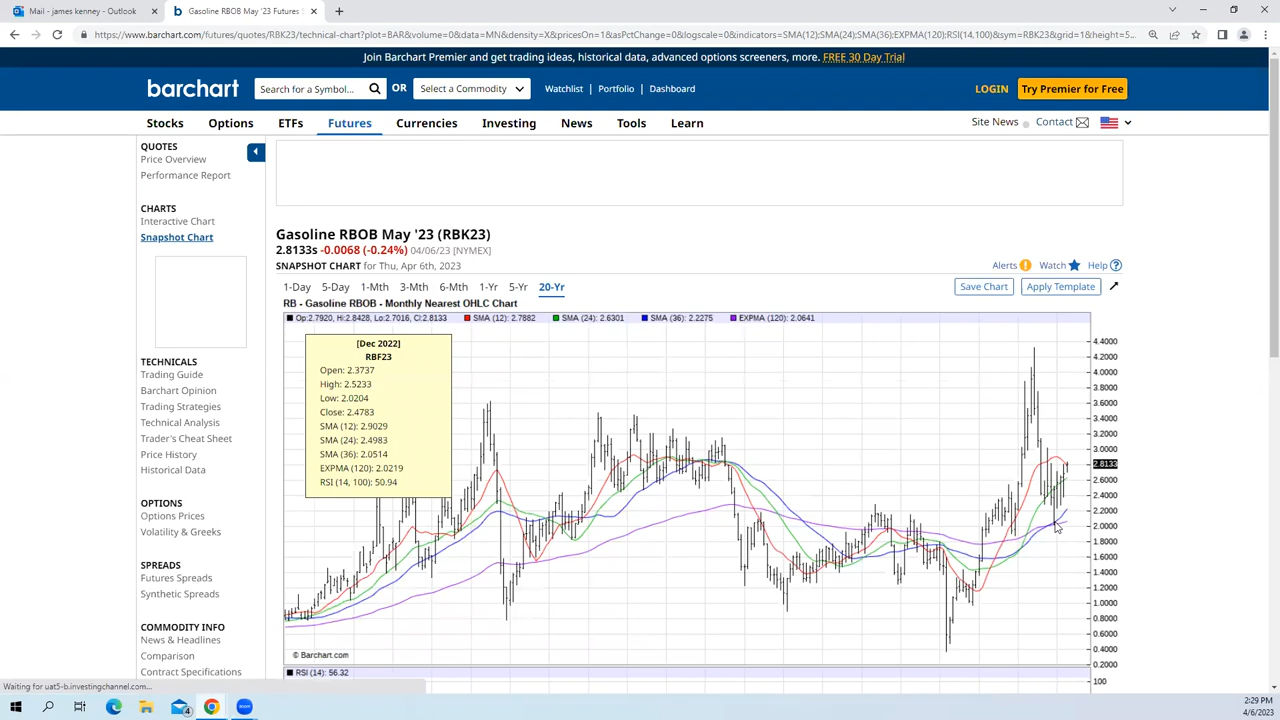 Mail - james kenney - Outlook
Gasoline RBOB May '23 Futures S
https://www.barchart.com/futures/quotes/RBK23/technical-chart?plot=BAR&volume=0&data=MN&density=X&pricesOn=1&asPctChange=0&logscale=0&indicators=SMA(12);SMA(24);SMA(36);EXPMA(120);RSI(14,100)&sym=RBK23&grid=1&height=5...
Join Barchart Premier and get trading ideas, historical data, advanced options screeners, more. FREE 30 Day Trial
barchart
Search for a Symbol...
OR
Select a Commodity
Watchlist
Portfolio
Dashboard
LOGIN
Try Premier for Free
Stocks
Options
ETFs
Futures
Currencies
Investing
News
Tools
Learn
Site News
Contact
QUOTES
Price Overview
Performance Report
CHARTS
Interactive Chart
Snapshot Chart
TECHNICALS
Trading Guide
Barchart Opinion
Trading Strategies
Technical Analysis
Trader's Cheat Sheet
Price History
Historical Data
OPTIONS
Options Prices
Volatility & Greeks
SPREADS
Futures Spreads
Synthetic Spreads
COMMODITY INFO
News & Headlines
Comparison
Contract Specifications
Gasoline RBOB May '23 (RBK23)
2.8133s -0.0068 (-0.24%) 04/06/23 [NYMEX]
SNAPSHOT CHART for Thu, Apr 6th, 2023
Alerts
Watch
Help
1-Day
5-Day
1-Mth
3-Mth
6-Mth
1-Yr
5-Yr
20-Yr
Save Chart
Apply Template
RB - Gasoline RBOB - Monthly Nearest OHLC Chart
Op:2.7920, Hi:2.8428, Lo:2.7016, Cl:2.8133
SMA (12): 2.7882
SMA (24): 2.6301
SMA (36): 2.2275
EXPMA (120): 2.0641
[Dec 2022]
RBF23
Open: 2.3737
High: 2.5233
Low: 2.0204
Close: 2.4783
SMA (12): 2.9029
SMA (24): 2.4983
SMA (36): 2.0514
EXPMA (120): 2.0219
RSI (14, 100): 50.94
4.4000
4.2000
4.0000
3.8000
3.6000
3.4000
3.2000
3.0000
2.8133
2.6000
2.4000
2.2000
2.0000
1.8000
1.6000
1.4000
1.2000
1.0000
0.8000
0.6000
0.4000
0.2000
© Barchart.com
RSI (14): 56.32
100
Waiting for uat5-b.investingchannel.com...
4
zoom
2:29 PM
4/6/2023